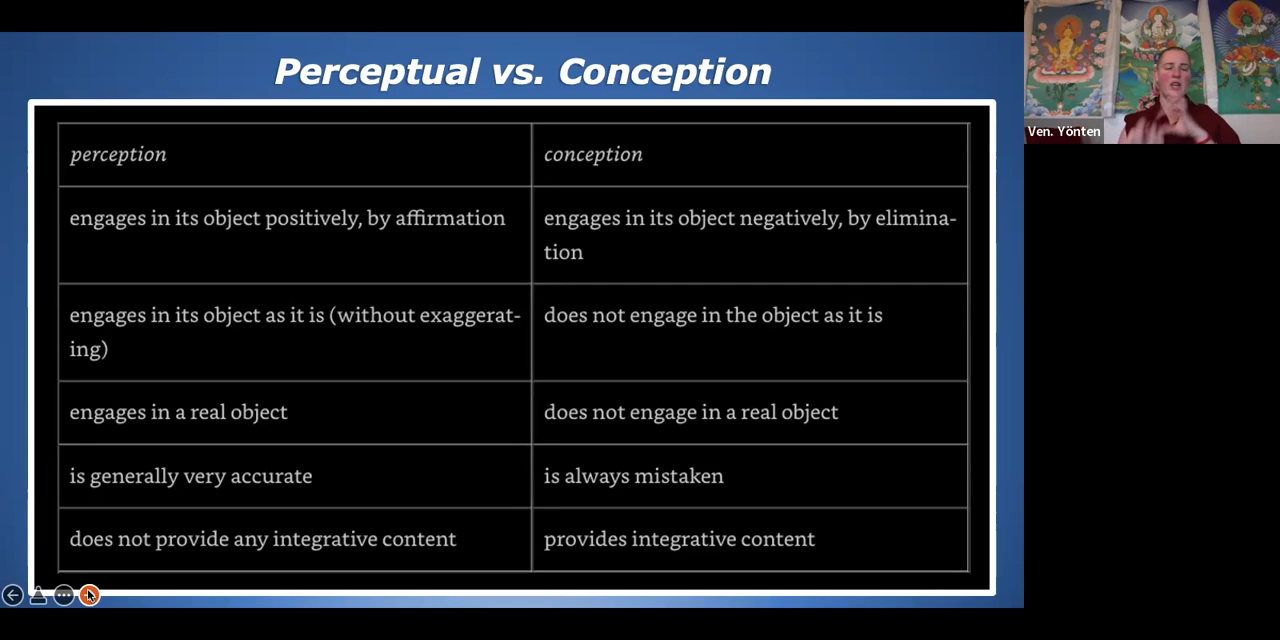 Perceptual vs. Conception
perception
conception
engages in its object positively, by affirmation
engages in its object negatively, by elimina-
tion
engages in its object as it is (without exaggerat-
ing)
does not engage in the object as it is
engages in a real object
does not engage in a real object
is generally very accurate
is always mistaken
does not provide any integrative content
provides integrative content
Ven. Yönten